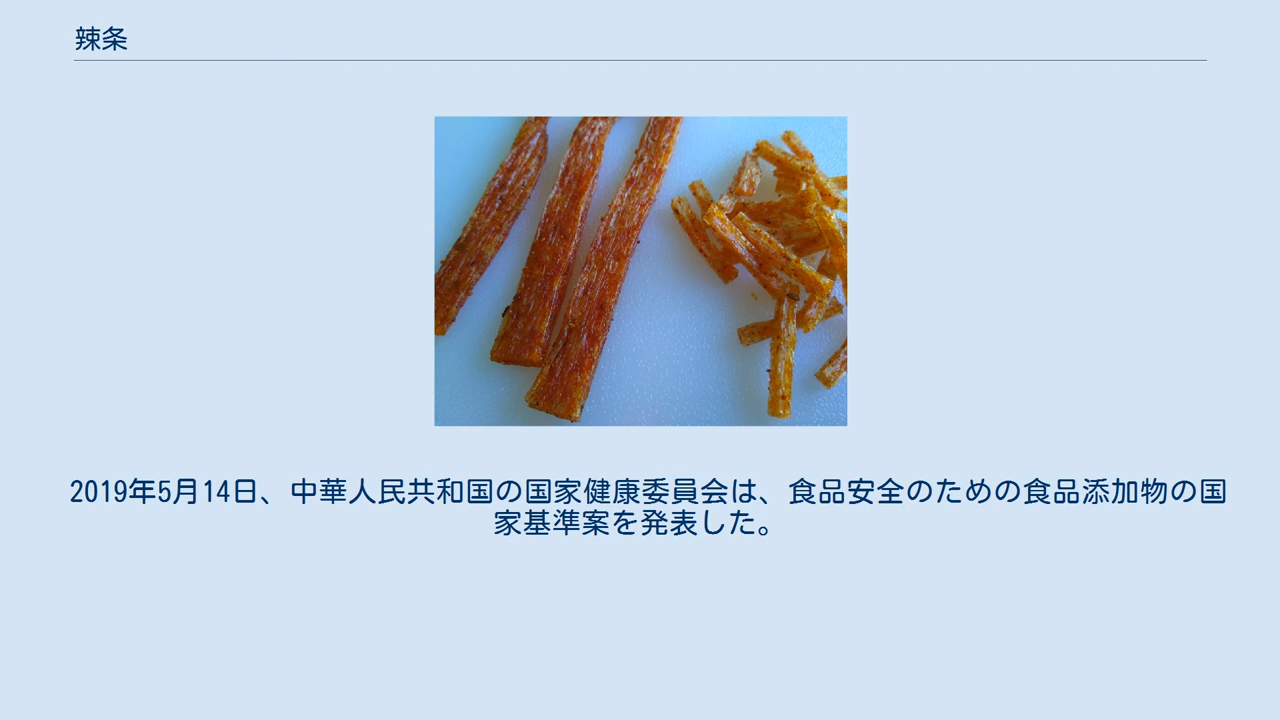 辣条
2019年5月14日、中華人民共和国の国家健康委員会は、食品安全のための食品添加物の国
家基準案を発表した。